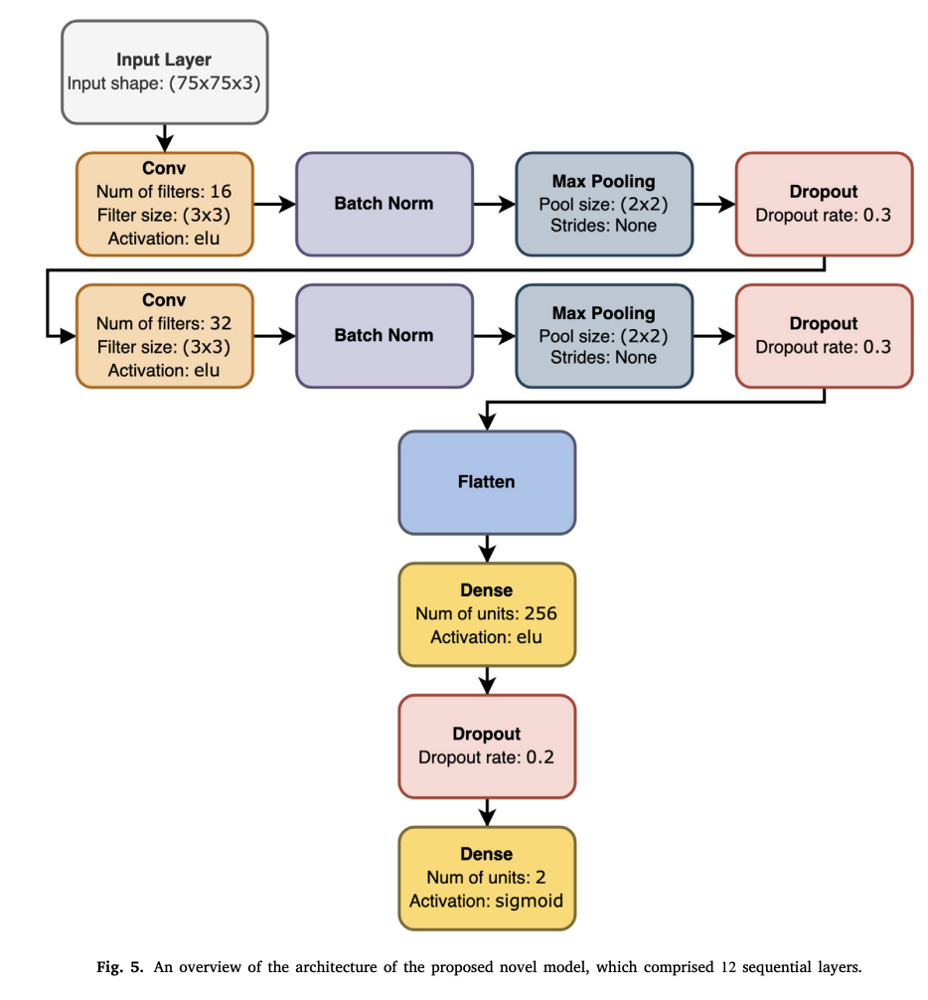 Input Layer
Input shape: (75x75x3)
Conv
Num of filters: 16
Filter size: (3x3)
Activation: elu
Batch Norm
Max Pooling
Pool size: (2x2)
Strides: None
Dropout
Dropout rate: 0.3
Conv
Num of filters: 32
Filter size: (3x3)
Activation: elu
Batch Norm
Max Pooling
Pool size: (2x2)
Strides: None
Dropout
Dropout rate: 0.3
Flatten
Dense
Num of units: 256
Activation: elu
Dropout
Dropout rate: 0.2
Dense
Num of units: 2
Activation: sigmoid
Fig. 5. An overview of the architecture of the proposed novel model, which comprised 12 sequential layers.